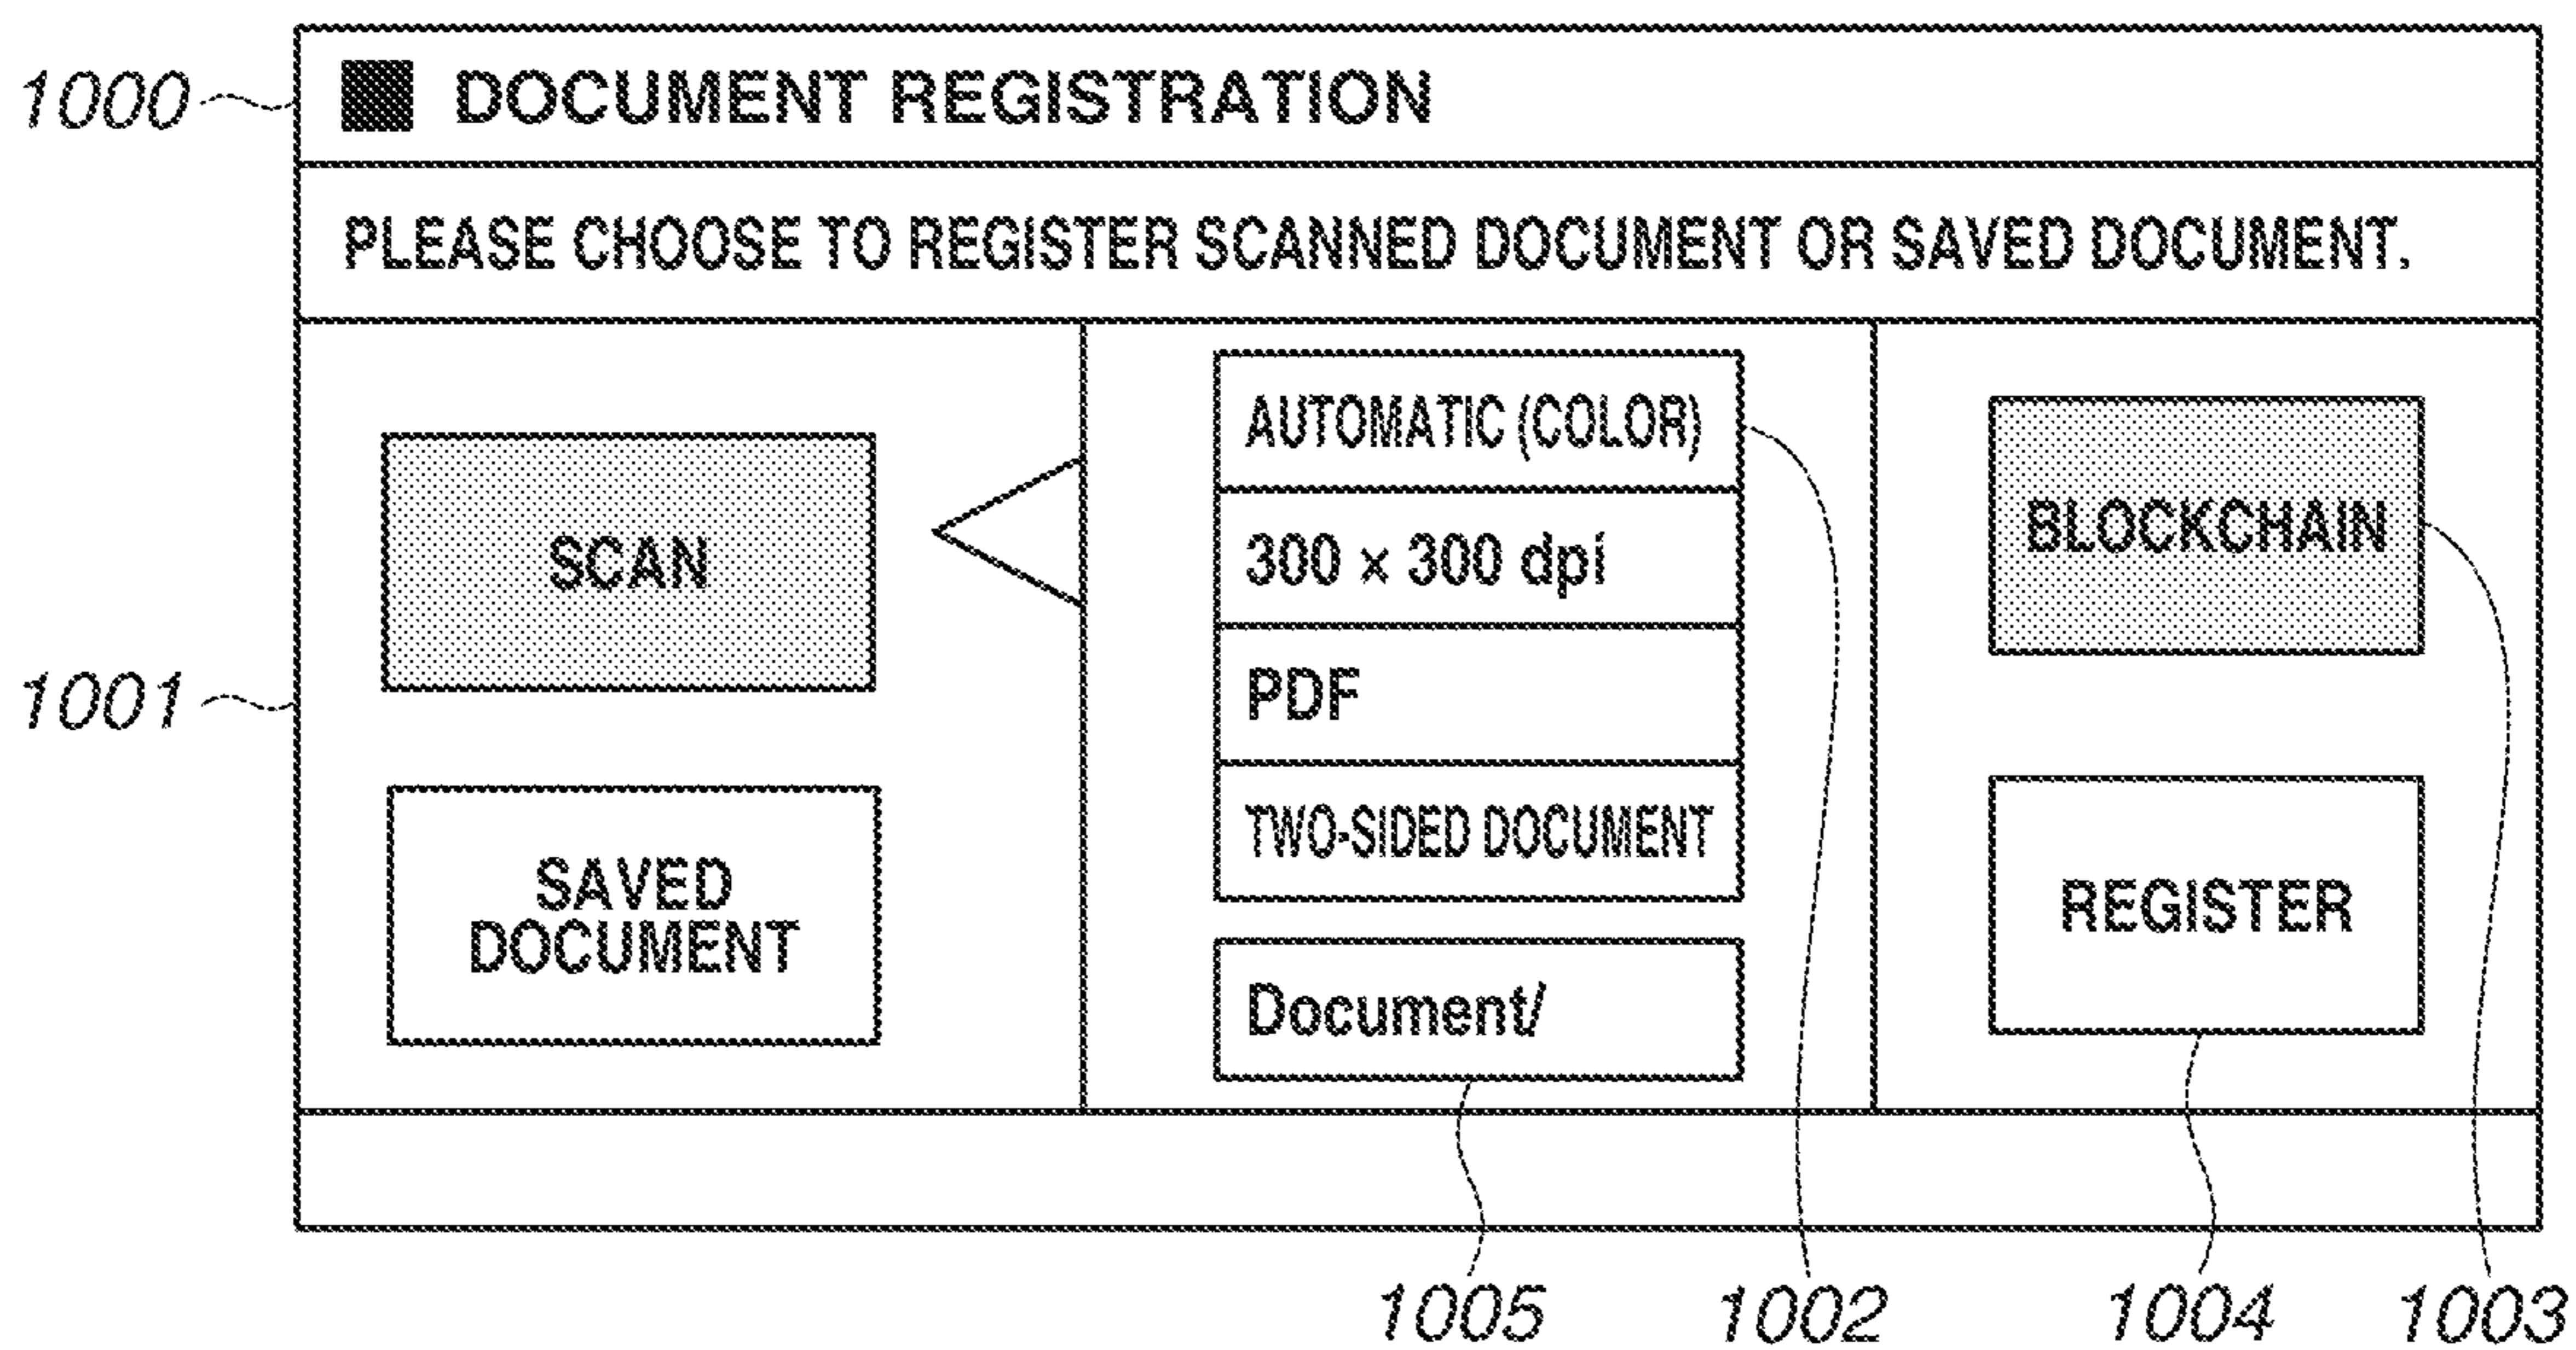 1000
DOCUMENT REGISTRATION
PLEASE CHOOSE TO REGISTER SCANNED DOCUMENT OR SAVED DOCUMENT.
1001
SCAN
SAVED
DOCUMENT
AUTOMATIC (COLOR)
300 × 300 dpi
PDF
TWO-SIDED DOCUMENT
Document/
BLOCKCHAIN
REGISTER
1005
1002
1004
1003